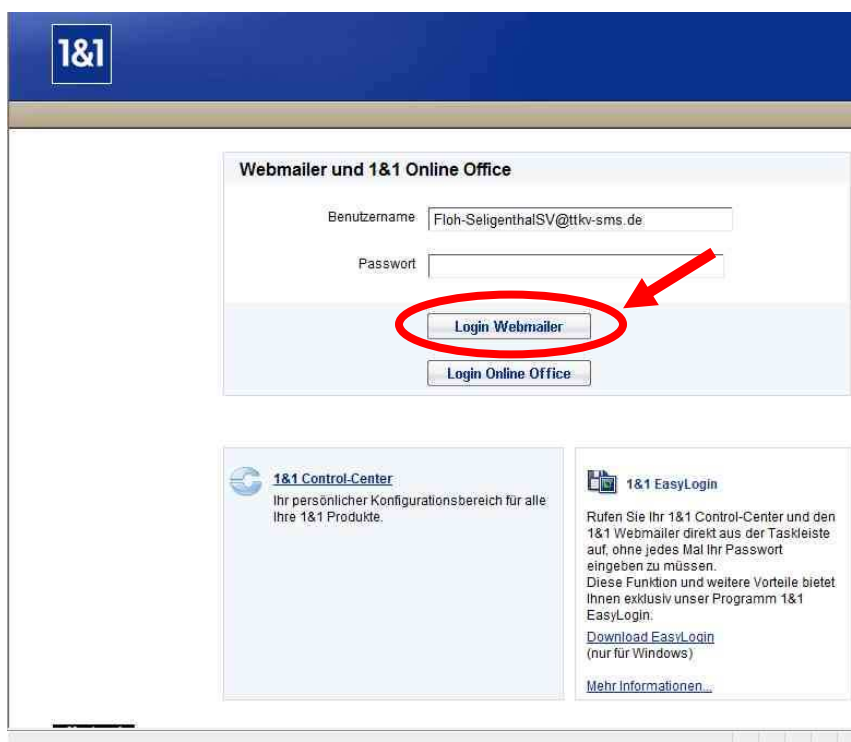 1&1
Webmailer und 1&1 Online Office
Benutzername
Floh-SeligenthalSV@ttkv-sms.de
Passwort
Login Webmailer
Login Online Office
1&1 Control-Center
Ihr persönlicher Konfigurationsbereich für alle
Ihre 1&1 Produkte.
1&1 EasyLogin
Rufen Sie Ihr 1&1 Control-Center und den
1&1 Webmailer direkt aus der Taskleiste
auf, ohne jedes Mal Ihr Passwort
eingeben zu müssen.
Diese Funktion und weitere Vorteile bietet
Ihnen exklusiv unser Programm 1&1
EasyLogin.
Download EasyLogin
(nur für Windows)
Mehr Informationen...